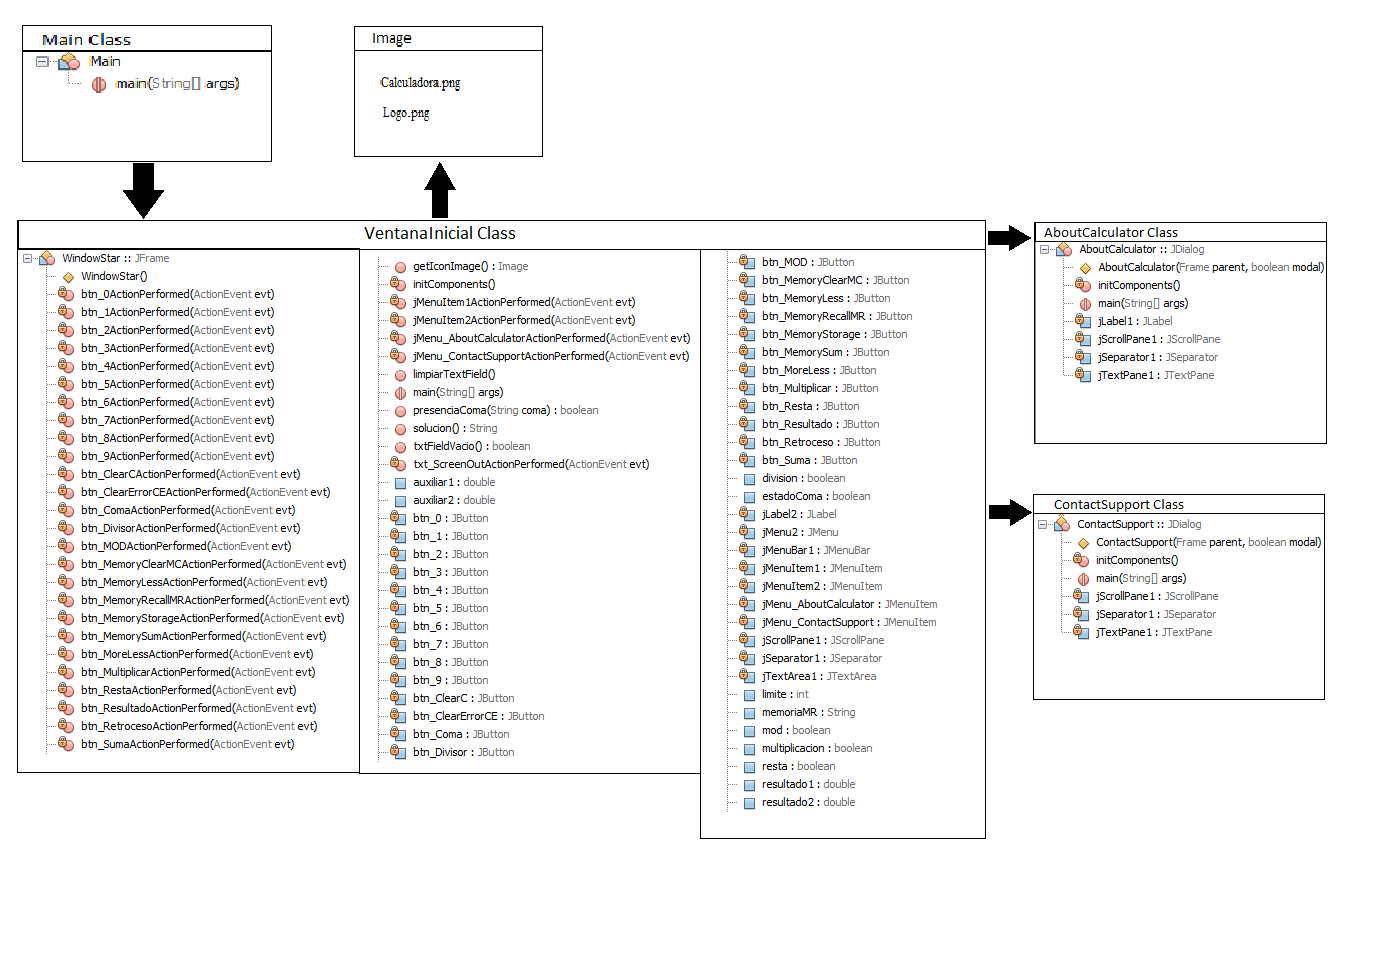 Main Class
Main
main(String[] args)
Image
Calculadora.png
Logo.png
VentanaInicial Class
WindowStar :: JFrame
WindowStar()
btn_0ActionPerformed(ActionEvent evt)
btn_1ActionPerformed(ActionEvent evt)
btn_2ActionPerformed(ActionEvent evt)
btn_3ActionPerformed(ActionEvent evt)
btn_4ActionPerformed(ActionEvent evt)
btn_5ActionPerformed(ActionEvent evt)
btn_6ActionPerformed(ActionEvent evt)
btn_7ActionPerformed(ActionEvent evt)
btn_8ActionPerformed(ActionEvent evt)
btn_9ActionPerformed(ActionEvent evt)
btn_ClearCActionPerformed(ActionEvent evt)
btn_ClearErrorCEActionPerformed(ActionEvent evt)
btn_ComaActionPerformed(ActionEvent evt)
btn_DivisorActionPerformed(ActionEvent evt)
btn_MODActionPerformed(ActionEvent evt)
btn_MemoryClearMCActionPerformed(ActionEvent evt)
btn_MemoryLessActionPerformed(ActionEvent evt)
btn_MemoryRecallMRActionPerformed(ActionEvent evt)
btn_MemoryStorageActionPerformed(ActionEvent evt)
btn_MemorySumActionPerformed(ActionEvent evt)
btn_MoreLessActionPerformed(ActionEvent evt)
btn_MultiplicarActionPerformed(ActionEvent evt)
btn_RestaActionPerformed(ActionEvent evt)
btn_ResultadoActionPerformed(ActionEvent evt)
btn_RetrocesoActionPerformed(ActionEvent evt)
btn_SumaActionPerformed(ActionEvent evt)
getIconImage() : Image
initComponents()
jMenuItem1ActionPerformed(ActionEvent evt)
jMenuItem2ActionPerformed(ActionEvent evt)
jMenu_AboutCalculatorActionPerformed(ActionEvent evt)
jMenu_ContactSupportActionPerformed(ActionEvent evt)
limpiarTextField()
main(String[] args)
presenciaComa(String coma) : boolean
solucion() : String
txtFieldVacio() : boolean
txt_ScreenOutActionPerformed(ActionEvent evt)
auxiliar1 : double
auxiliar2 : double
btn_0 : JButton
btn_1 : JButton
btn_2 : JButton
btn_3 : JButton
btn_4 : JButton
btn_5 : JButton
btn_6 : JButton
btn_7 : JButton
btn_8 : JButton
btn_9 : JButton
btn_ClearC : JButton
btn_ClearErrorCE : JButton
btn_Coma : JButton
btn_Divisor : JButton
btn_MOD : JButton
btn_MemoryClearMC : JButton
btn_MemoryLess : JButton
btn_MemoryRecallMR : JButton
btn_MemoryStorage : JButton
btn_MemorySum : JButton
btn_MoreLess : JButton
btn_Multiplicar : JButton
btn_Resta : JButton
btn_Resultado : JButton
btn_Retroceso : JButton
btn_Suma : JButton
division : boolean
estadoComa : boolean
jLabel2 : JLabel
jMenu2 : JMenu
jMenuBar1 : JMenuBar
jMenuItem1 : JMenuItem
jMenuItem2 : JMenuItem
jMenu_AboutCalculator : JMenuItem
jMenu_ContactSupport : JMenuItem
jScrollPane1 : JScrollPane
jSeparator1 : JSeparator
jTextArea1 : JTextArea
limite : int
memoriaMR : String
mod : boolean
multiplicacion : boolean
resta : boolean
resultado1 : double
resultado2 : double
AboutCalculator Class
AboutCalculator :: JDialog
AboutCalculator(Frame parent, boolean modal)
initComponents()
main(String[] args)
jLabel1 : JLabel
jScrollPane1 : JScrollPane
jSeparator1 : JSeparator
jTextPane1 : JTextPane
ContactSupport Class
ContactSupport :: JDialog
ContactSupport(Frame parent, boolean modal)
initComponents()
main(String[] args)
jScrollPane1 : JScrollPane
jSeparator1 : JSeparator
jTextPane1 : JTextPane